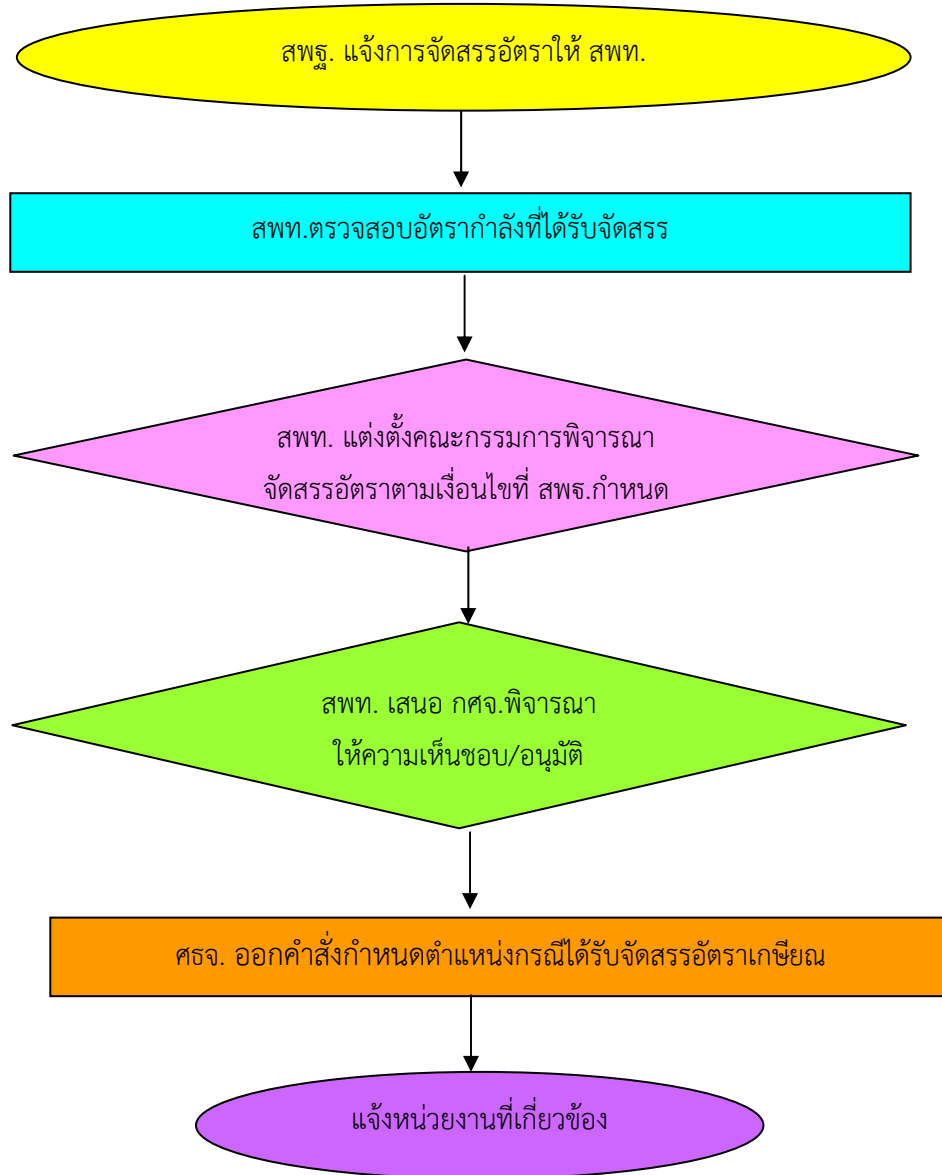 สพฐ. แจ้งการจัดสรรอัตราให้ สพท.
สพท.ตรวจสอบอัตรากำลังที่ได้รับจัดสรร
สพท. แต่งตั้งคณะกรรมการพิจารณา
จัดสรรอัตราตามเงื่อนไขที่ สพฐ.กำหนด
สพท. เสนอ กศจ.พิจารณา
ให้ความเห็นชอบ/อนุมัติ
ศธจ. ออกคำสั่งกำหนดตำแหน่งกรณีได้รับจัดสรรอัตราเกษียณ
แจ้งหน่วยงานที่เกี่ยวข้อง